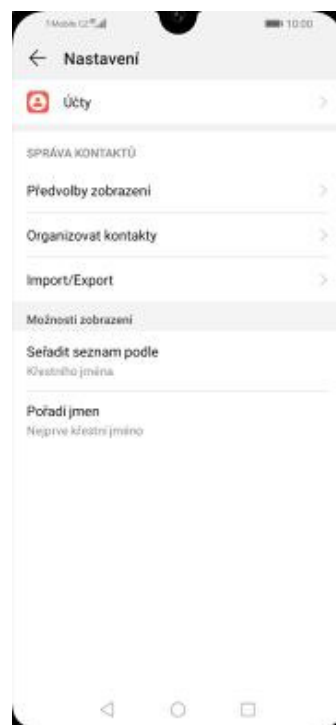 T-Mobile CZ 10:00
Nastavení
Účty
SPRÁVA KONTAKTŮ
Předvolby zobrazení
Organizovat kontakty
Import/Export
Možnosti zobrazení
Seřadit seznam podle
Křestního jména
Pořadí jmen
Nejprve křestní jméno